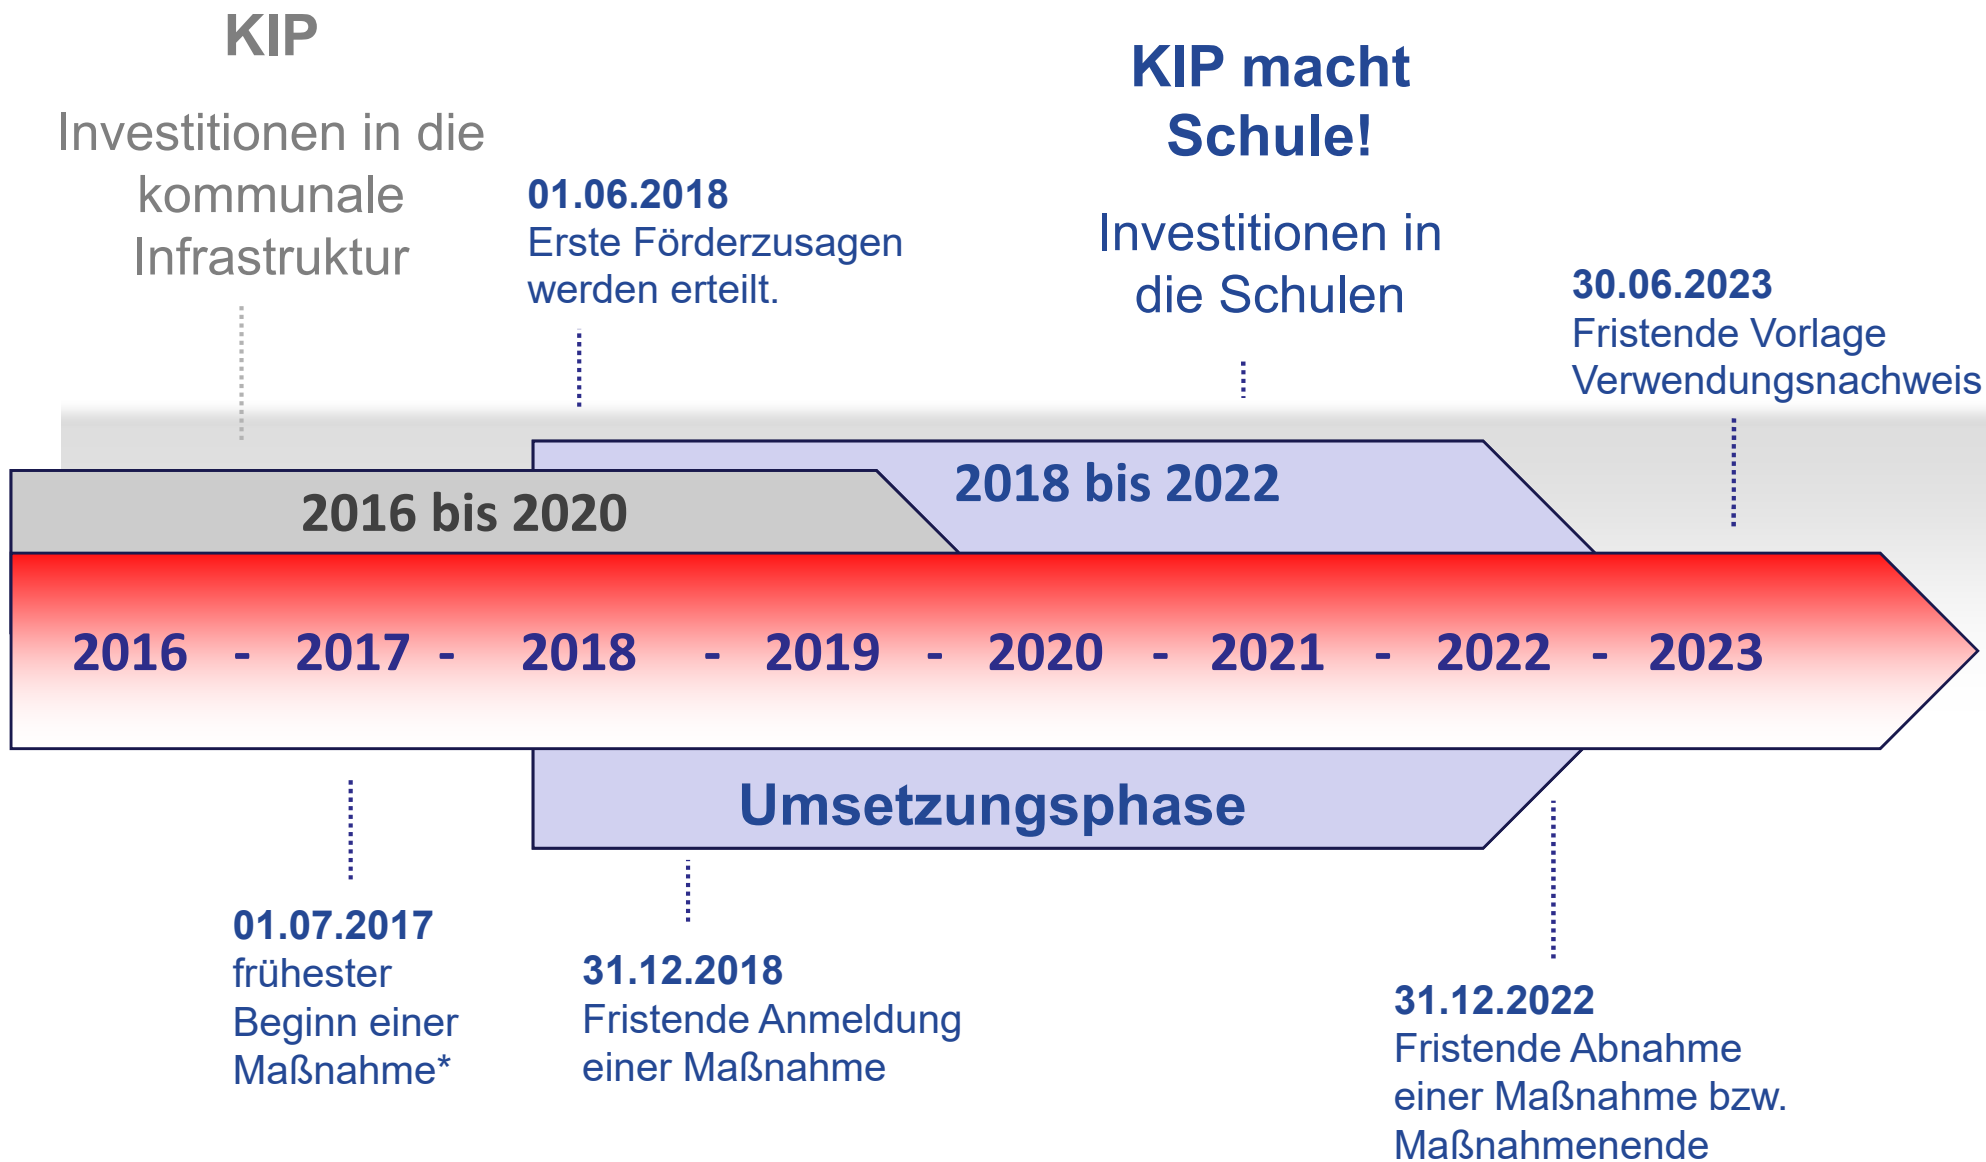 KIP
Investitionen in die
kommunale
Infrastruktur
01.06.2018
Erste Förderzusagen
werden erteilt.
KIP macht
Schule!
Investitionen in
die Schulen
30.06.2023
Fristende Vorlage
Verwendungsnachweis
2016 bis 2020
2018 bis 2022
2016 - 2017 - 2018 - 2019 - 2020 - 2021 - 2022 - 2023
Umsetzungsphase
01.07.2017
frühester
Beginn einer
Maßnahme*
31.12.2018
Fristende Anmeldung
einer Maßnahme
31.12.2022
Fristende Abnahme
einer Maßnahme bzw.
Maßnahmenende